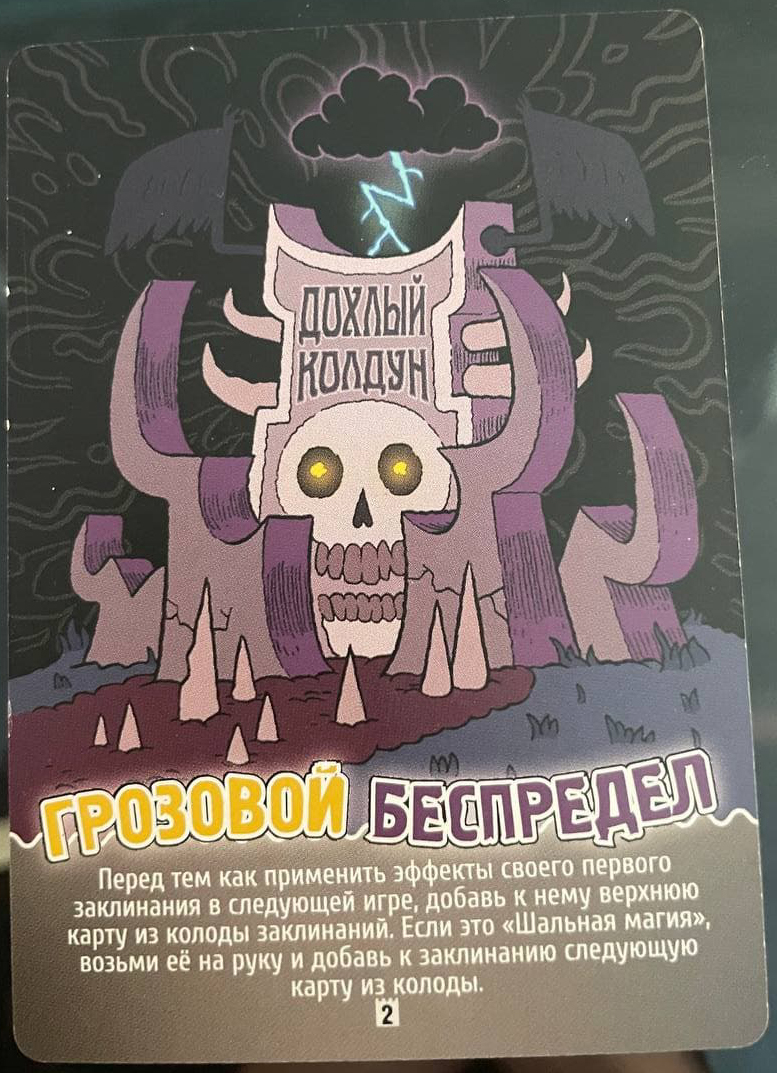 ДОХЛЫЙ
КОЛДУН
ГРОЗОВОЙ БЕСПРЕДЕЛ
Перед тем как применить эффекты своего первого
заклинания в следующей игре, добавь к нему верхнюю
карту из колоды заклинаний. Если это «Шальная магия»,
возьми её на руку и добавь к заклинанию следующую
карту из колоды.
2